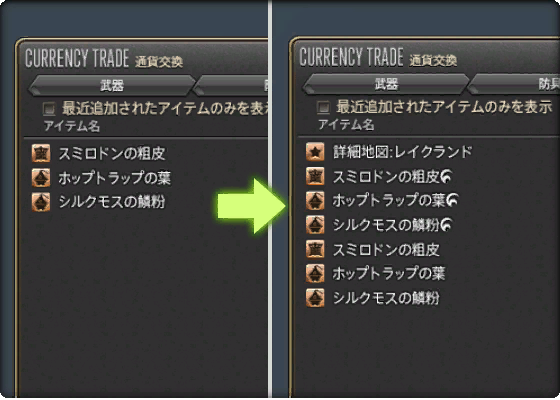 CURRENCY TRADE 通貨交換
武器
最近追加されたアイテムのみを表
アイテム名
スミロドンの粗皮
ホップトラップの葉
シルクモスの鱗粉
CURRENCY TRADE 通貨交換
武器 防具
最近追加されたアイテムのみを表示
アイテム名
詳細地図:レイクランド
スミロドンの粗皮
ホップトラップの葉
シルクモスの鱗粉
スミロドンの粗皮
ホップトラップの葉
シルクモスの鱗粉